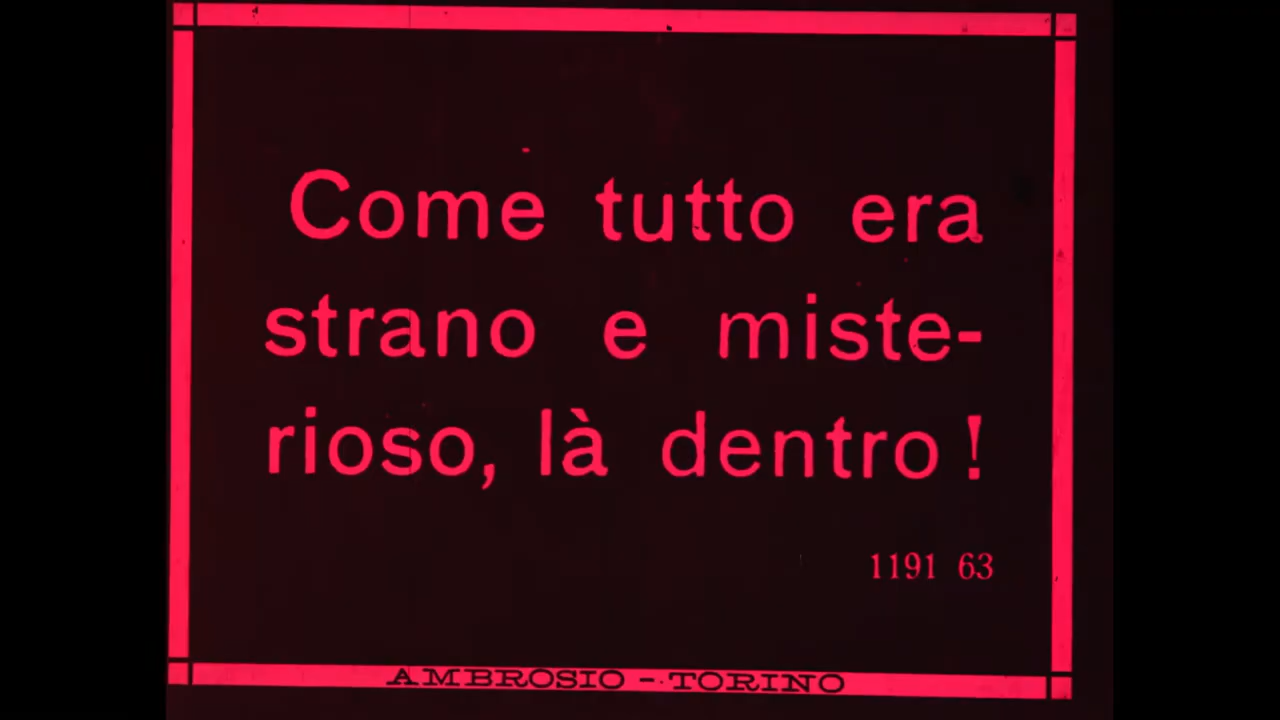 Come tutto era
strano e miste-
rioso, là dentro!
1191 63
AMBROSIO - TORINO